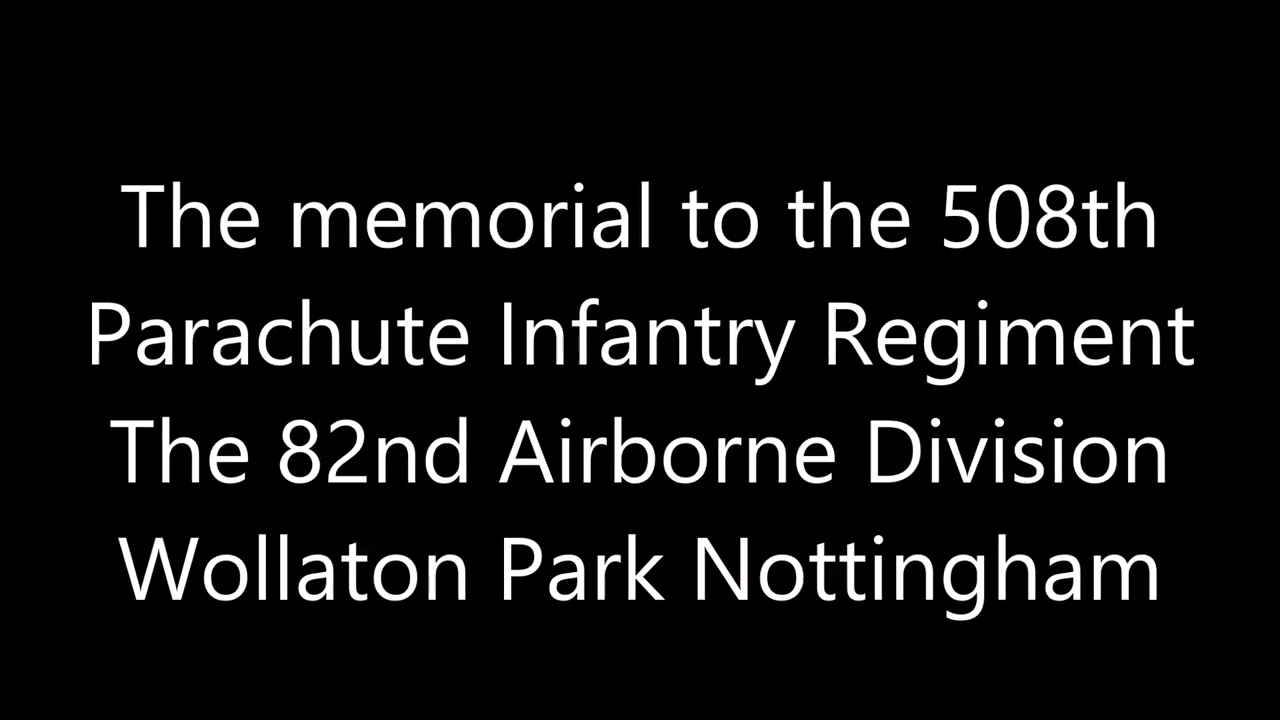 The memorial to the 508th
Parachute Infantry Regiment
The 82nd Airborne Division
Wollaton Park Nottingham